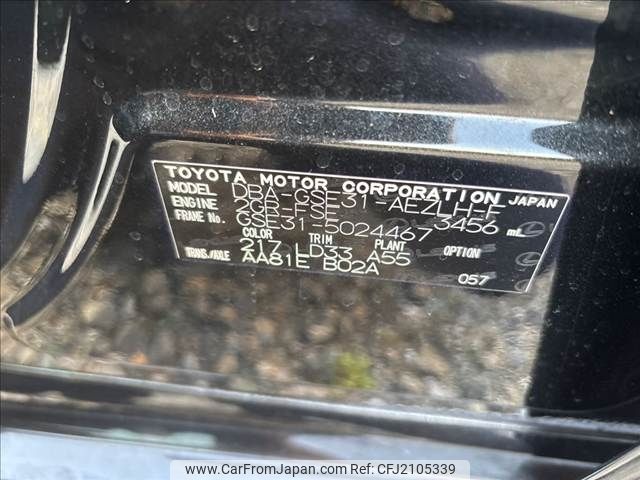 TOYOTA MOTOR CORPORATION JAPAN
MODEL DBA-GSE31-AEZLH-F
ENGINE 2GR-FSE 3456 mL
FRAME No. GSE31-5024467
COLOR TRIM PLANT OPTION
217 LD33 A55
TRANS/AXLE AA81E B02A
057
www.CarFromJapan.com | CFJ2105339